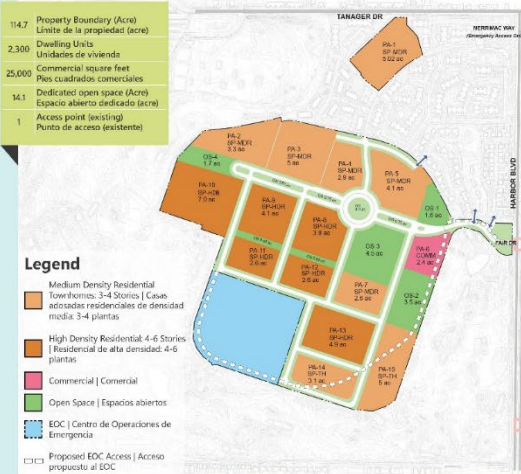 114.7 Property Boundary (Acre)
Límite de la propiedad (acre)
2,300 Dwelling Units
Unidades de vivienda
25,000 Commercial square feet
Pies cuadrados comerciales
14.1 Dedicated open space (Acre)
Espacio abierto dedicado (acre)
1 Access point (existing)
Punto de acceso (existente)
TANAGER DR
MERRIMAC WAY
(Emergency Access Only)
PA-1
SP-MDR
5.02 ac
PA-2
SP-MDR
3.3 ac
PA-3
SP-MDR
5 ac
PA-4
SP-MDR
2.9 ac
PA-5
SP-MDR
4.1 ac
OS-4
1.7 ac
PA-10
SP-HDR
7.0 ac
PA-9
SP-HDR
4.1 ac
PA-8
SP-HDR
3.9 ac
OS-1
1.6 ac
HARBOR BLVD
FAIR DR
PA-6
COMM
2.4 ac
OS-3
4.5 ac
PA-11
SP-HDR
2.6 ac
PA-12
SP-HDR
2.6 ac
PA-7
SP-MDR
2.6 ac
OS-2
3.5 ac
PA-13
SP-HDR
4.9 ac
PA-14
SP-TH
3.1 ac
PA-15
SP-TH
5 ac
Legend
Medium Density Residential
Townhomes: 3-4 Stories | Casas
adosadas residenciales de densidad
media: 3-4 plantas
High Density Residential: 4-6 Stories
| Residencial de alta densidad: 4-6
plantas
Commercial | Comercial
Open Space | Espacios abiertos
EOC | Centro de Operaciones de
Emergencia
Proposed EOC Access | Acceso
propuesto al EOC